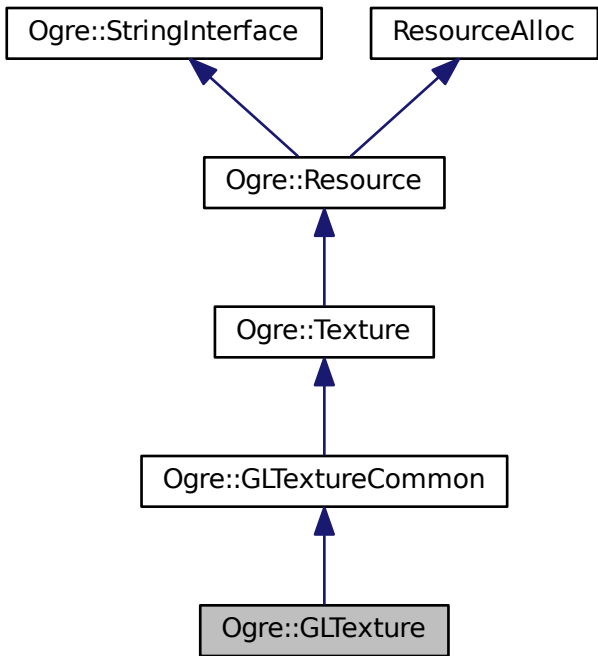 Ogre::StringInterface
ResourceAlloc
Ogre::Resource
Ogre::Texture
Ogre::GLTextureCommon
Ogre::GLTexture